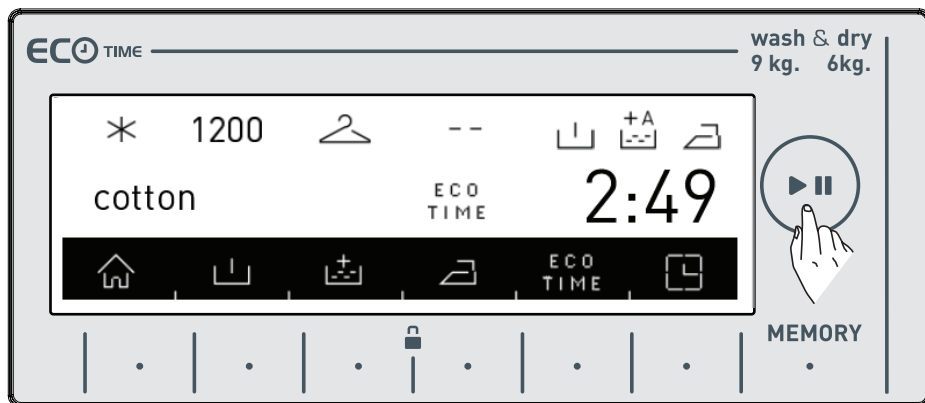 ECO TIME
wash & dry
9 kg. 6kg.
1200 -- +A
cotton ECO TIME 2:49
ECO TIME
MEMORY